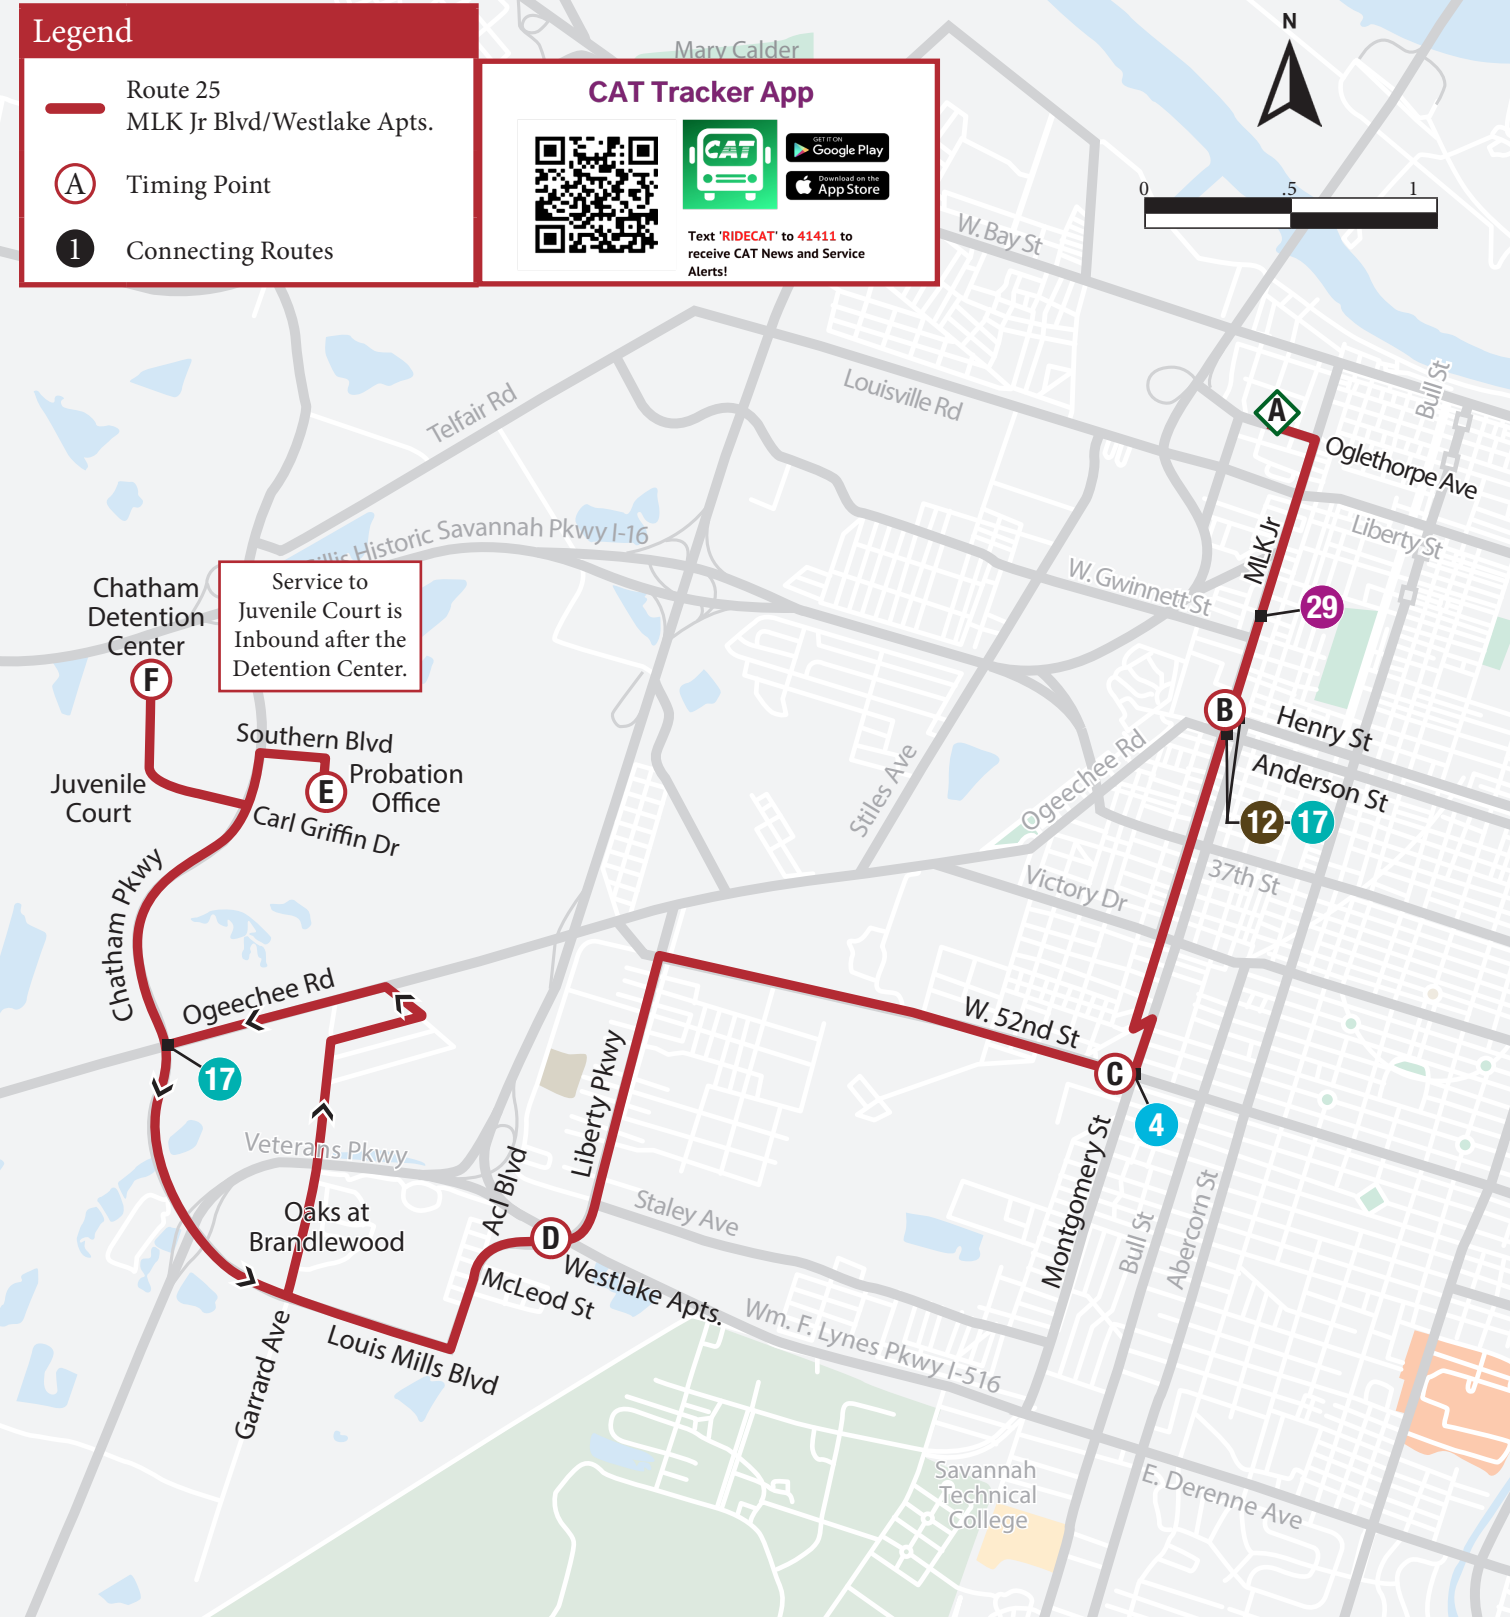 Legend
Route 25
MLK Jr Blvd/Westlake Apts.
A
Timing Point
1
Connecting Routes
Mary Calder
CAT Tracker App
CAT
GET IT ON
Google Play
Download on the
App Store
Text 'RIDECAT' to 41411 to
receive CAT News and Service
Alerts!
N
0 .5 1
W. Bay St
Bull St
Louisville Rd
Telfair Rd
A
Oglethorpe Ave
Liberty St
MLK Jr
Historic Savannah Pkwy I-16
W. Gwinnett St
29
Chatham
Detention
Center
Service to
Juvenile Court is
Inbound after the
Detention Center.
F
B
Henry St
Anderson St
Southern Blvd
Probation
Office
E
Juvenile
Court
Carl Griffin Dr
Stiles Ave
Ogeechee Rd
12
17
37th St
Victory Dr
Chatham Pkwy
Ogeechee Rd
17
W. 52nd St
C
4
Liberty Pkwy
Veterans Pkwy
Acl Blvd
Montgomery St
Bull St
Abercorn St
Oaks at
Brandlewood
D
Staley Ave
Westlake Apts.
McLeod St
Wm. F. Lynes Pkwy I-516
Louis Mills Blvd
Garrard Ave
Savannah
Technical
College
E. Derenne Ave